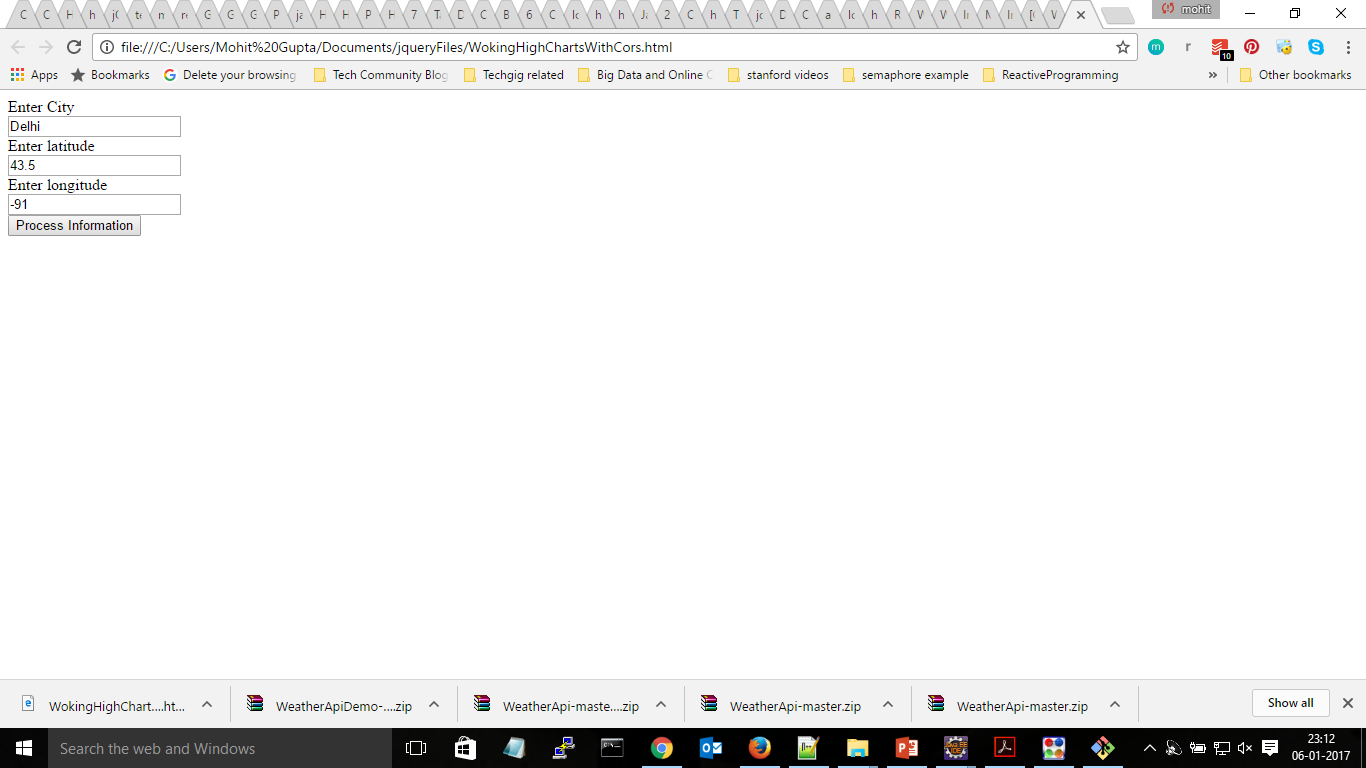 mohit
file:///C:/Users/Mohit%20Gupta/Documents/jqueryFiles/WokingHighChartsWithCors.html
m
r
10
Apps
Bookmarks
Delete your browsing
Tech Community Blog
Techgig related
Big Data and Online C
stanford videos
semaphore example
ReactiveProgramming
»
Other bookmarks
Enter City
Delhi
Enter latitude
43.5
Enter longitude
-91
Process Information
WokingHighChart....ht...
WeatherApiDemo-....zip
WeatherApi-maste....zip
WeatherApi-master.zip
WeatherApi-master.zip
Show all
Search the web and Windows
23:12
06-01-2017